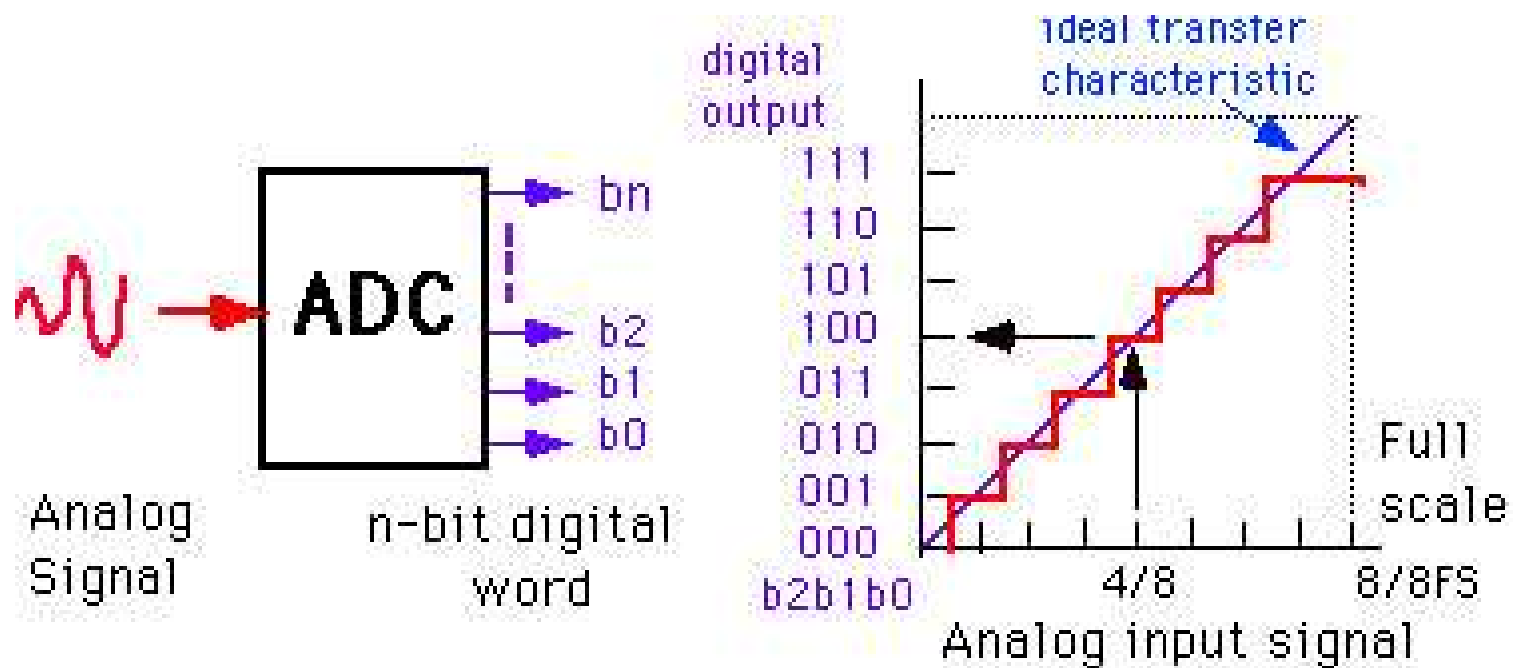 ADC
bn
b2
b1
b0
Analog
Signal
n-bit digital
word
digital
output
ideal transfer
characteristic
111
110
101
100
011
010
001
000
b2b1b0
4/8
8/8FS
Full
scale
Analog input signal